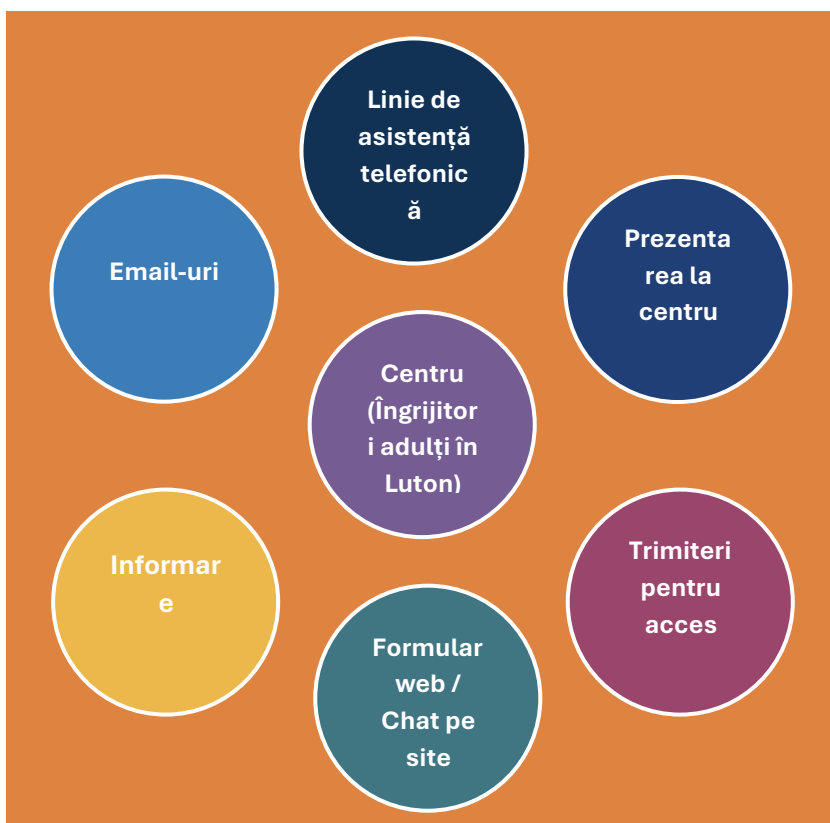 Linie de
asistență
telefonic
ă
Email-uri
Prezenta
rea la
centru
Centru
(Îngrijitor
i adulți în
Luton)
Informar
e
Trimiteri
pentru
acces
Formular
web /
Chat pe
site